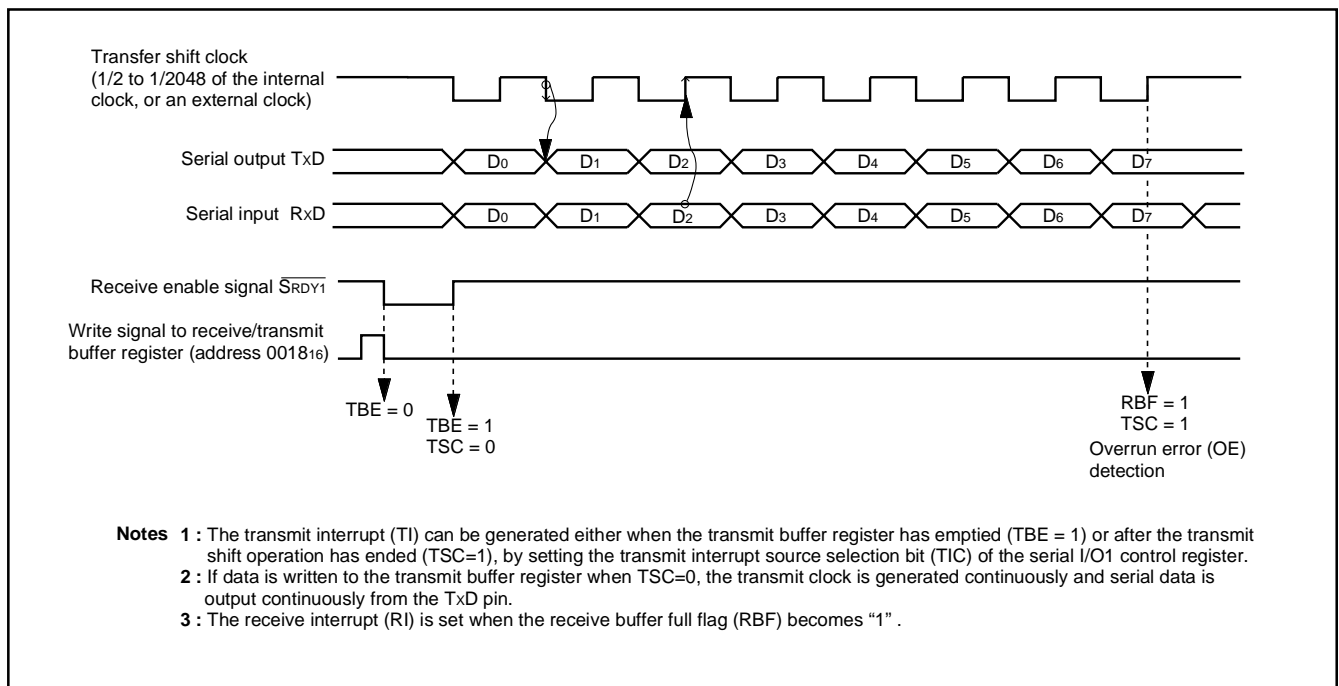 Transfer shift clock
(1/2 to 1/2048 of the internal
clock, or an external clock)
Serial output TxD
D0 D1 D2 D3 D4 D5 D6 D7
Serial input RxD
D0 D1 D2 D3 D4 D5 D6 D7
Receive enable signal SRDY1
Write signal to receive/transmit
buffer register (address 001816)
TBE = 0
TBE = 1
TSC = 0
RBF = 1
TSC = 1
Overrun error (OE)
detection
Notes 1 : The transmit interrupt (TI) can be generated either when the transmit buffer register has emptied (TBE = 1) or after the transmit
shift operation has ended (TSC=1), by setting the transmit interrupt source selection bit (TIC) of the serial I/O1 control register.
2 : If data is written to the transmit buffer register when TSC=0, the transmit clock is generated continuously and serial data is
output continuously from the TxD pin.
3 : The receive interrupt (RI) is set when the receive buffer full flag (RBF) becomes “1” .